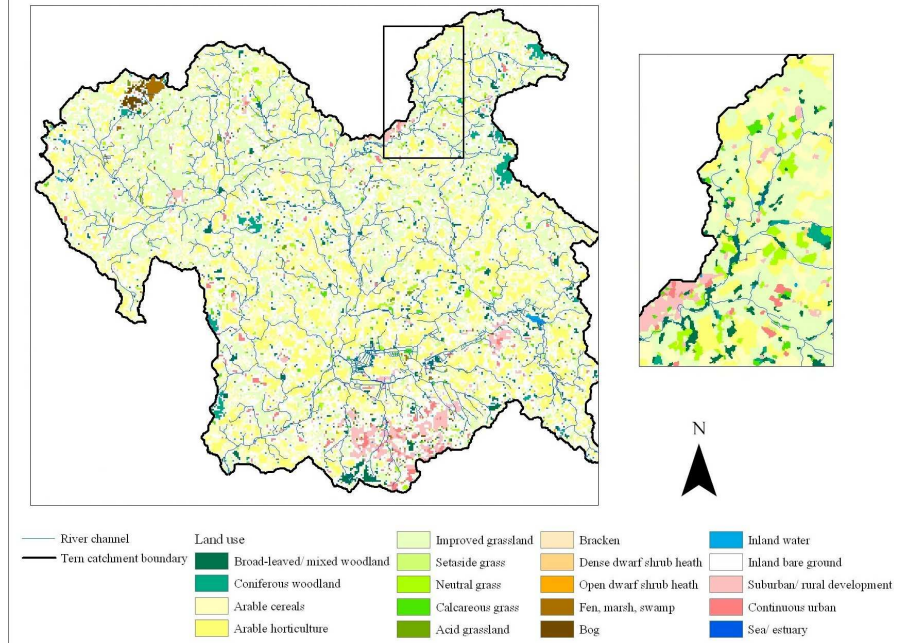 N
River channel
Tern catchment boundary
Land use
Broad-leaved/ mixed woodland
Coniferous woodland
Arable cereals
Arable horticulture
Improved grassland
Setaside grass
Neutral grass
Calcareous grass
Acid grassland
Bracken
Dense dwarf shrub heath
Open dwarf shrub heath
Fen, marsh, swamp
Bog
Inland water
Inland bare ground
Suburban/ rural development
Continuous urban
Sea/ estuary